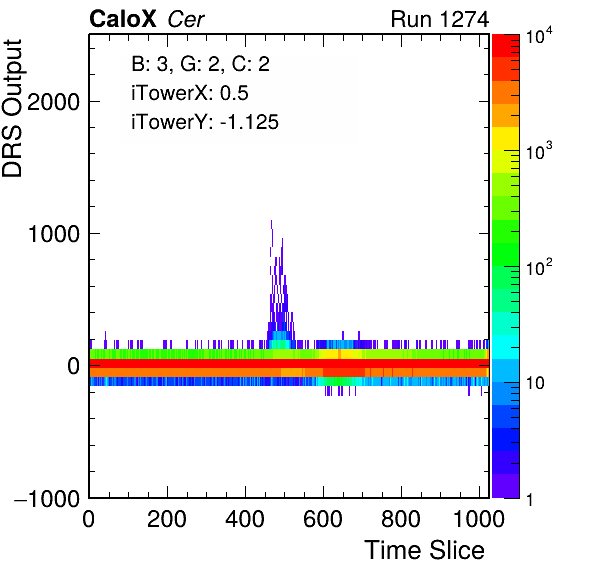 CaloX Cer Run 1274
B: 3, G: 2, C: 2
iTowerX: 0.5
iTowerY: -1.125
DRS Output
2000
1000
0
−1000
0 200 400 600 800 1000
Time Slice
10^4
10^3
10^2
10
1